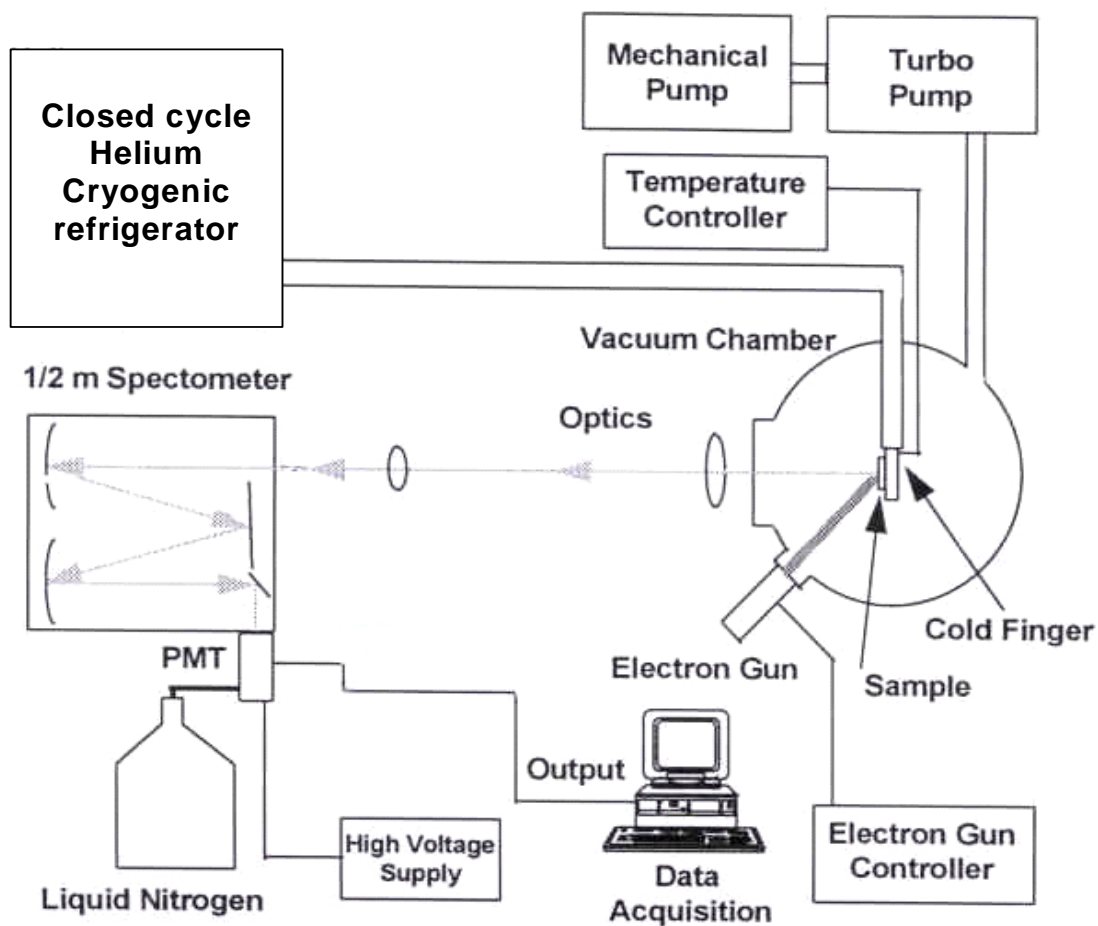 Closed cycle
Helium
Cryogenic
refrigerator
Mechanical
Pump
Turbo
Pump
Temperature
Controller
Vacuum Chamber
1/2 m Spectometer
Optics
Cold Finger
Electron Gun
Sample
PMT
Output
Liquid Nitrogen
High Voltage
Supply
Data
Acquisition
Electron Gun
Controller